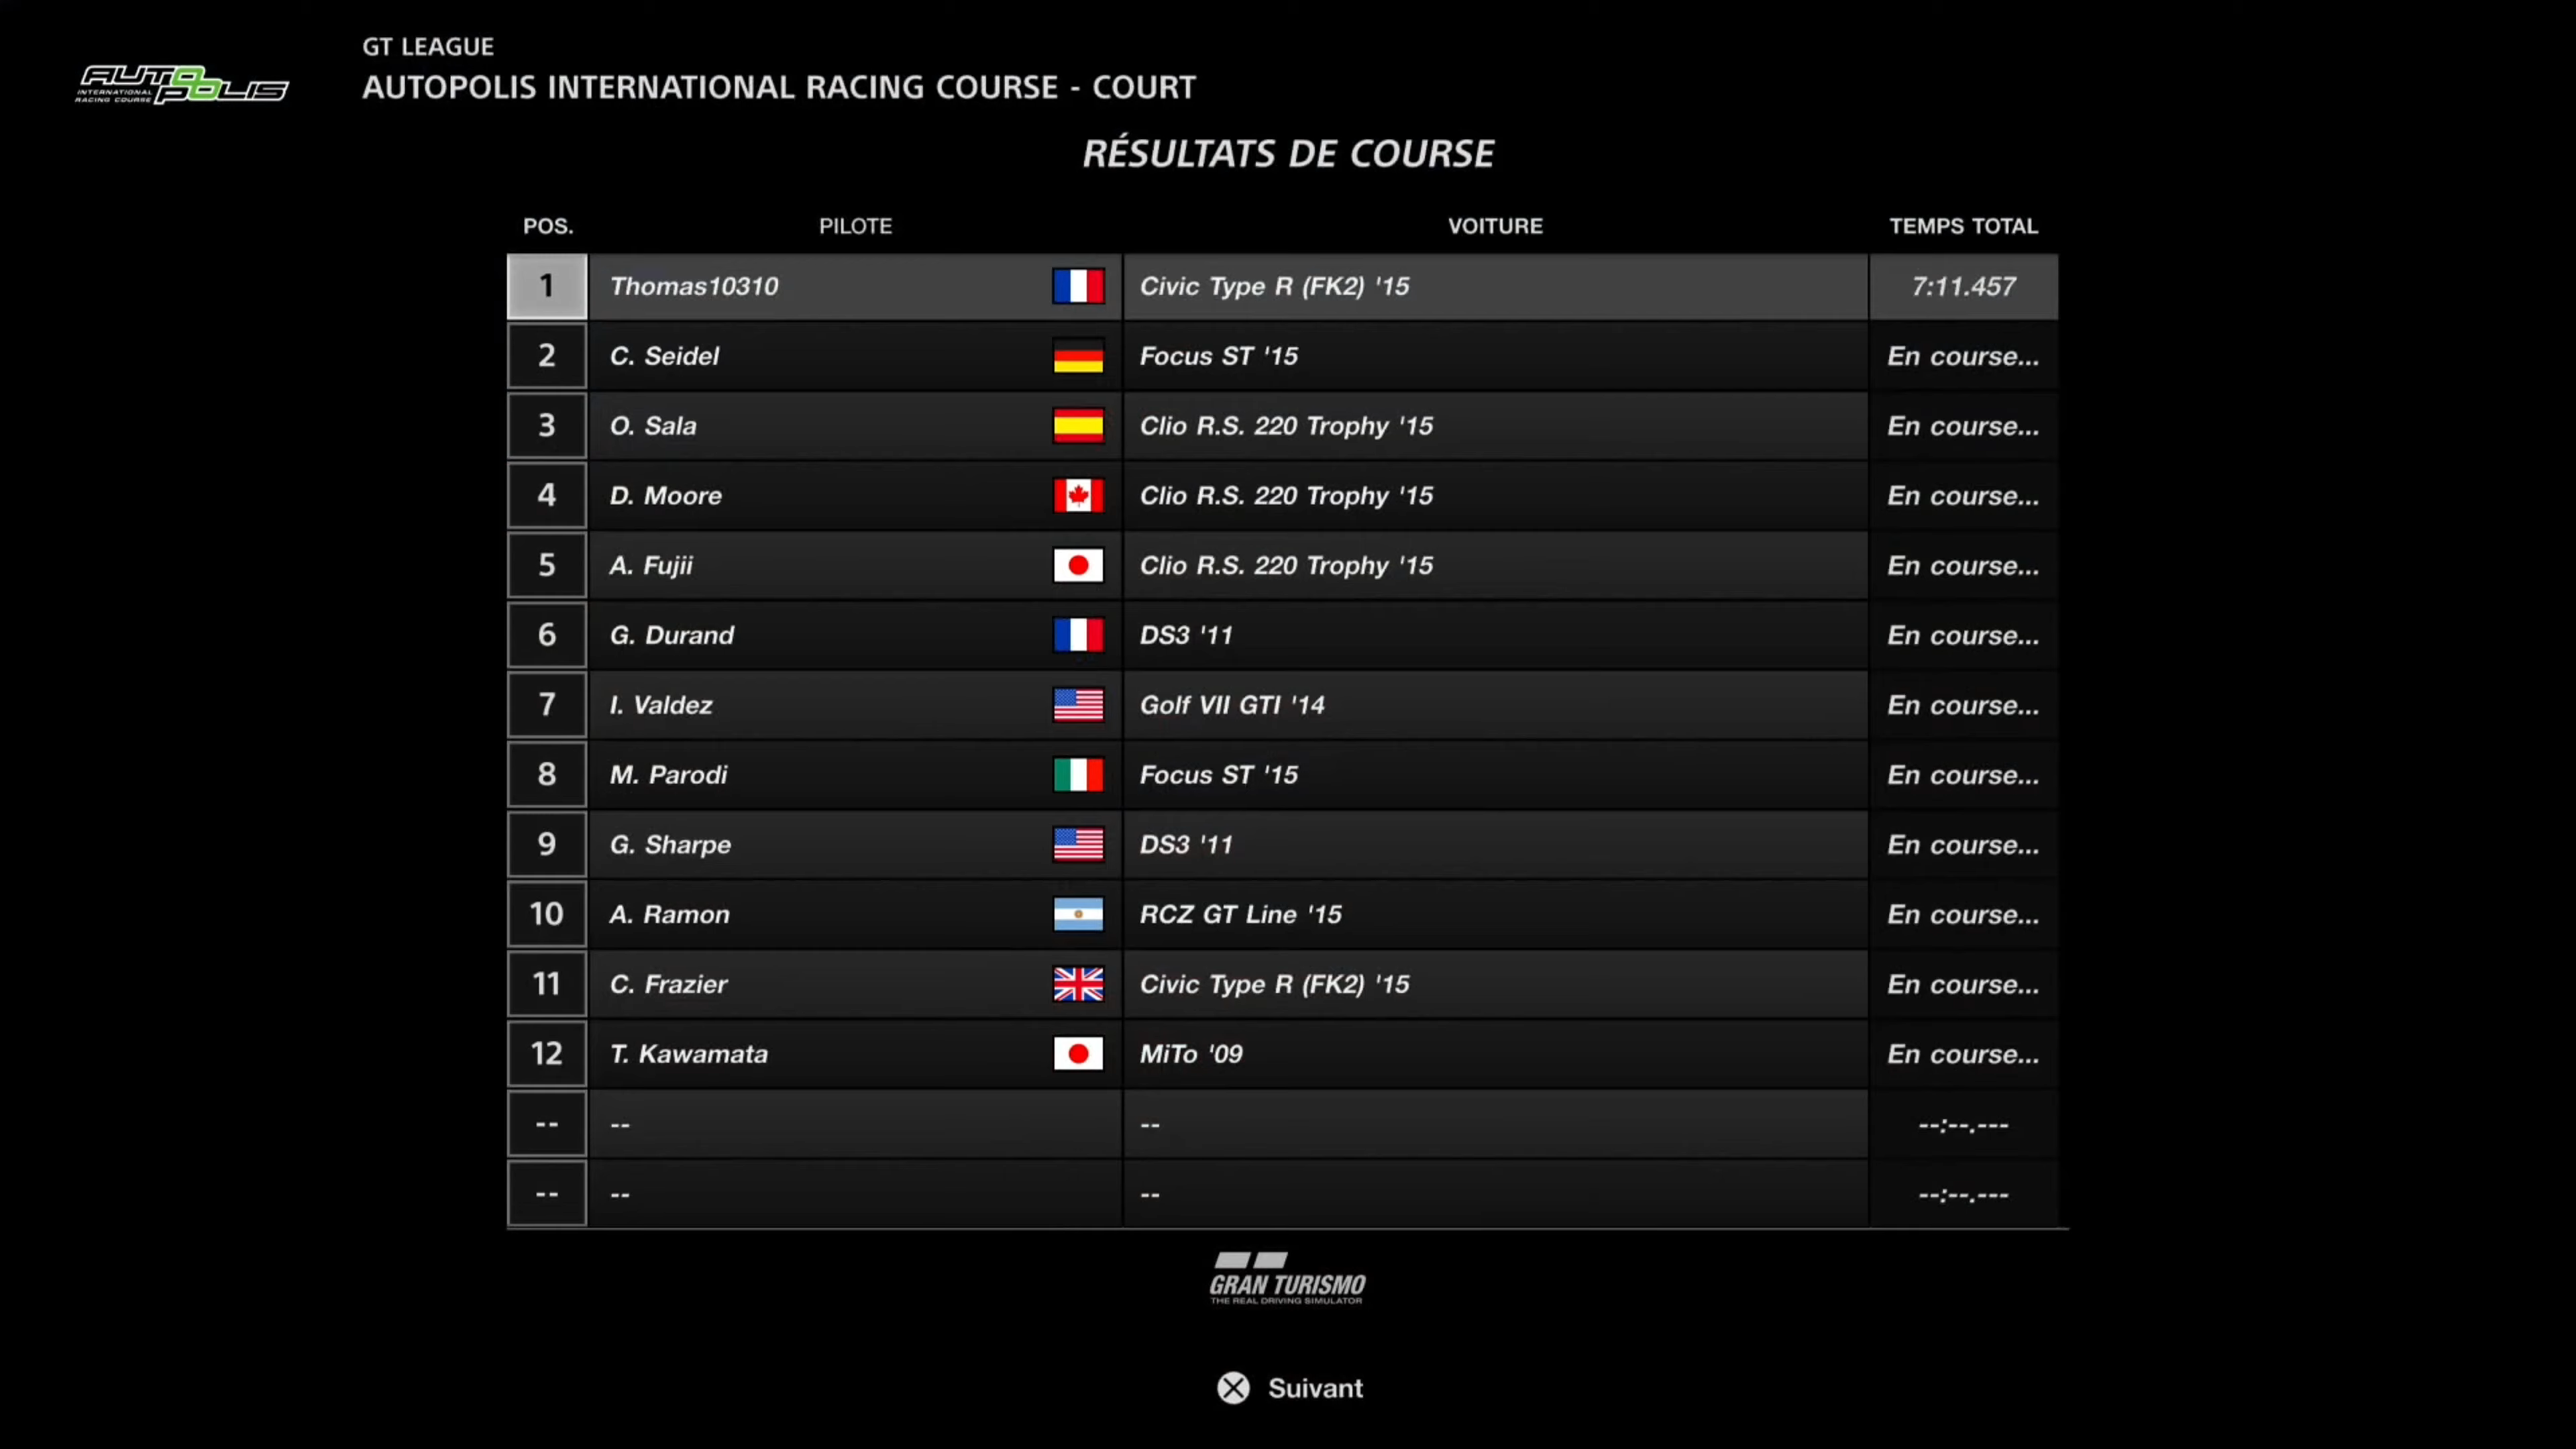 AUTOPOLIS
INTERNATIONAL
RACING COURSE
GT LEAGUE
AUTOPOLIS INTERNATIONAL RACING COURSE - COURT
RÉSULTATS DE COURSE
POS. PILOTE VOITURE TEMPS TOTAL
1 Thomas10310 Civic Type R (FK2) '15 7:11.457
2 C. Seidel Focus ST '15 En course...
3 O. Sala Clio R.S. 220 Trophy '15 En course...
4 D. Moore Clio R.S. 220 Trophy '15 En course...
5 A. Fujii Clio R.S. 220 Trophy '15 En course...
6 G. Durand DS3 '11 En course...
7 I. Valdez Golf VII GTI '14 En course...
8 M. Parodi Focus ST '15 En course...
9 G. Sharpe DS3 '11 En course...
10 A. Ramon RCZ GT Line '15 En course...
11 C. Frazier Civic Type R (FK2) '15 En course...
12 T. Kawamata MiTo '09 En course...
-- -- -- --:--.---
-- -- -- --:--.---
GRAN TURISMO
THE REAL DRIVING SIMULATOR
Suivant